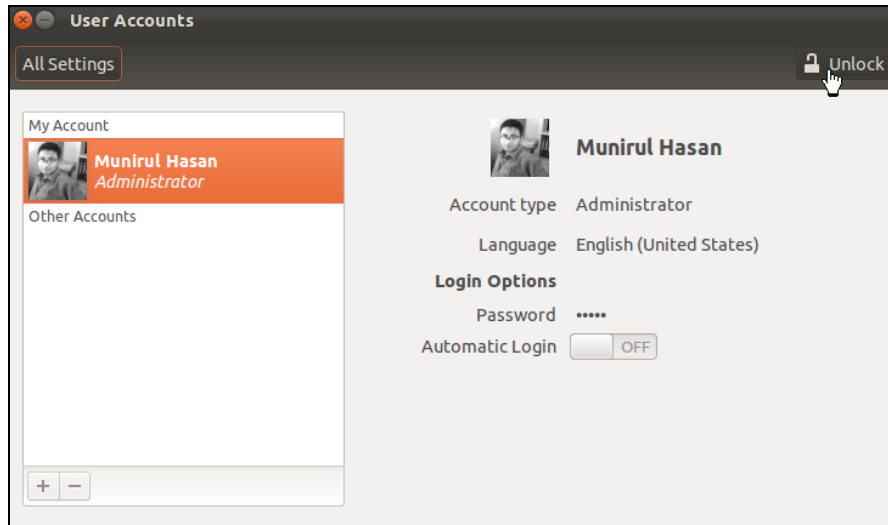 User Accounts
All Settings
Unlock
My Account
Munirul Hasan
Administrator
Other Accounts
Munirul Hasan
Account type Administrator
Language English (United States)
Login Options
Password •••••
Automatic Login OFF
+ −